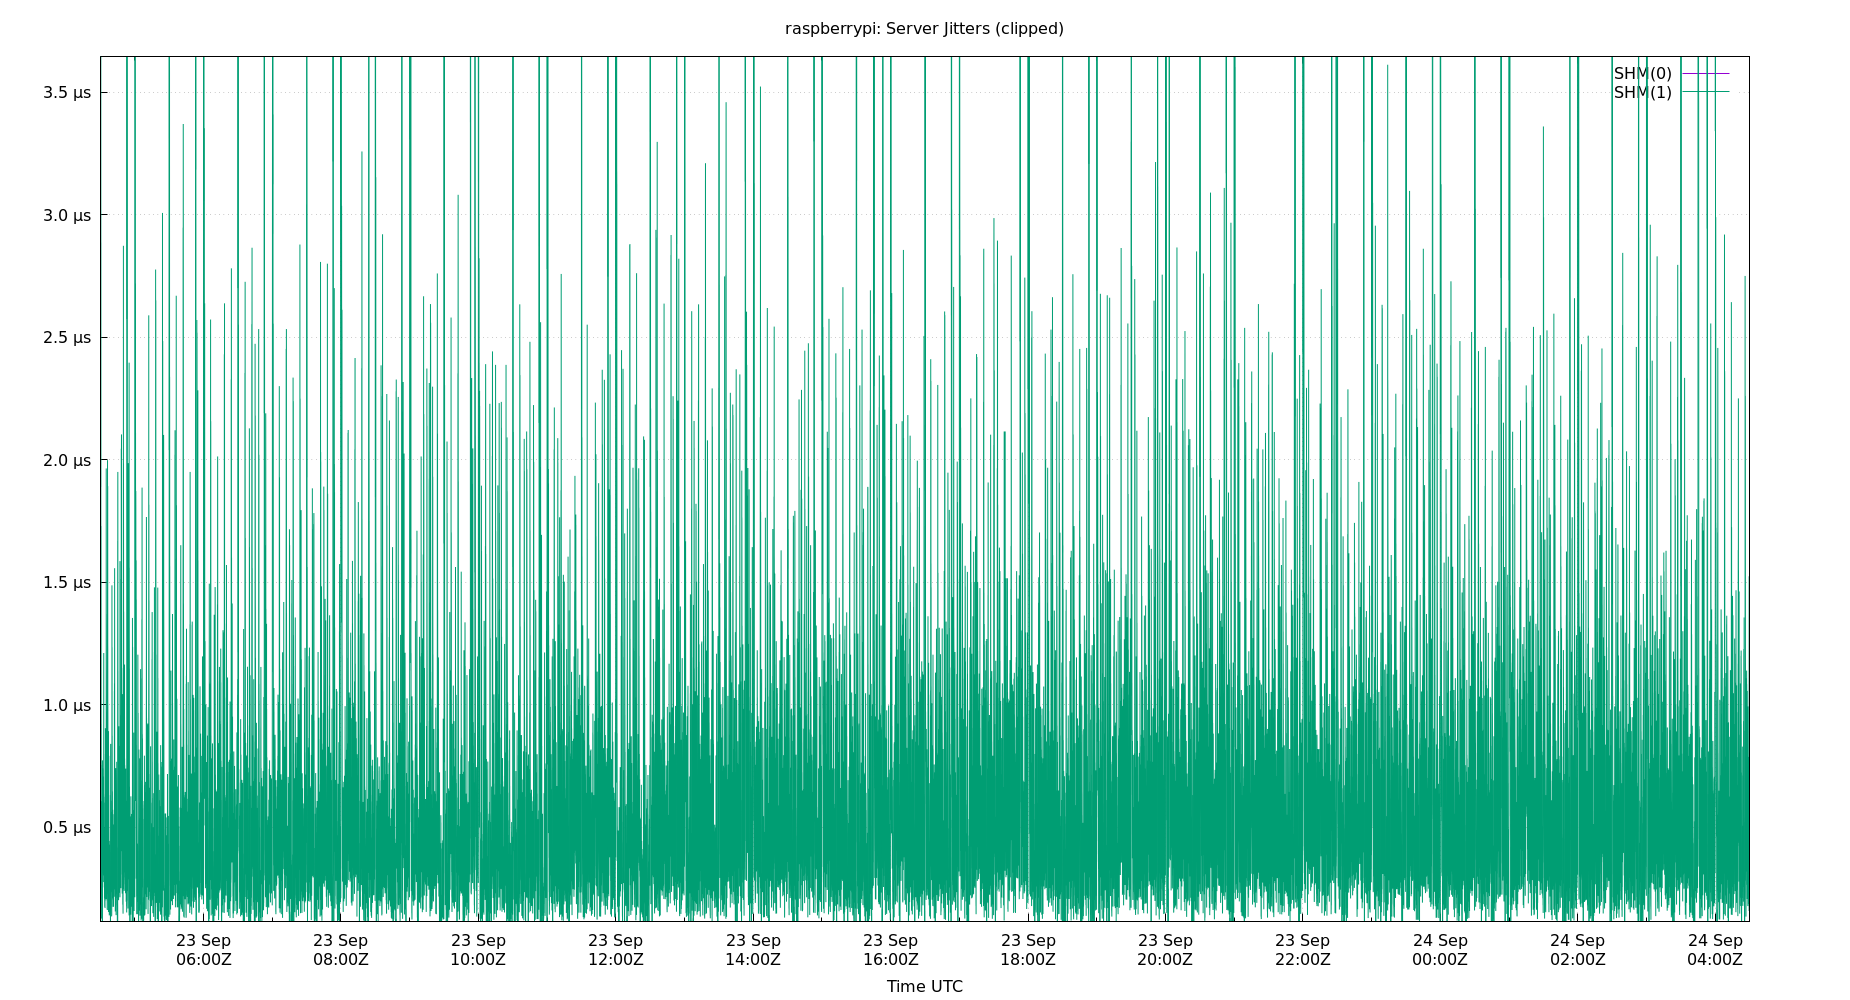 raspberrypi: Server Jitters (clipped)
SHM(0)
SHM(1)
3.5 µs
3.0 µs
2.5 µs
2.0 µs
1.5 µs
1.0 µs
0.5 µs
23 Sep 23 Sep 23 Sep 23 Sep 23 Sep 23 Sep 23 Sep 23 Sep 23 Sep 24 Sep 24 Sep 24 Sep
06:00Z 08:00Z 10:00Z 12:00Z 14:00Z 16:00Z 18:00Z 20:00Z 22:00Z 00:00Z 02:00Z 04:00Z
Time UTC